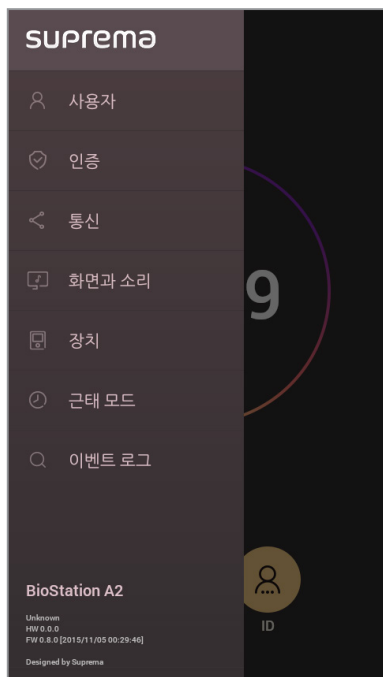 suprema
사용자
인증
통신
화면과 소리
장치
근태 모드
이벤트 로그
9
BioStation A2
Unknown
HW 0.0.0
FW 0.8.0 [2015/11/05 00:29:46]
Designed by Suprema
ID